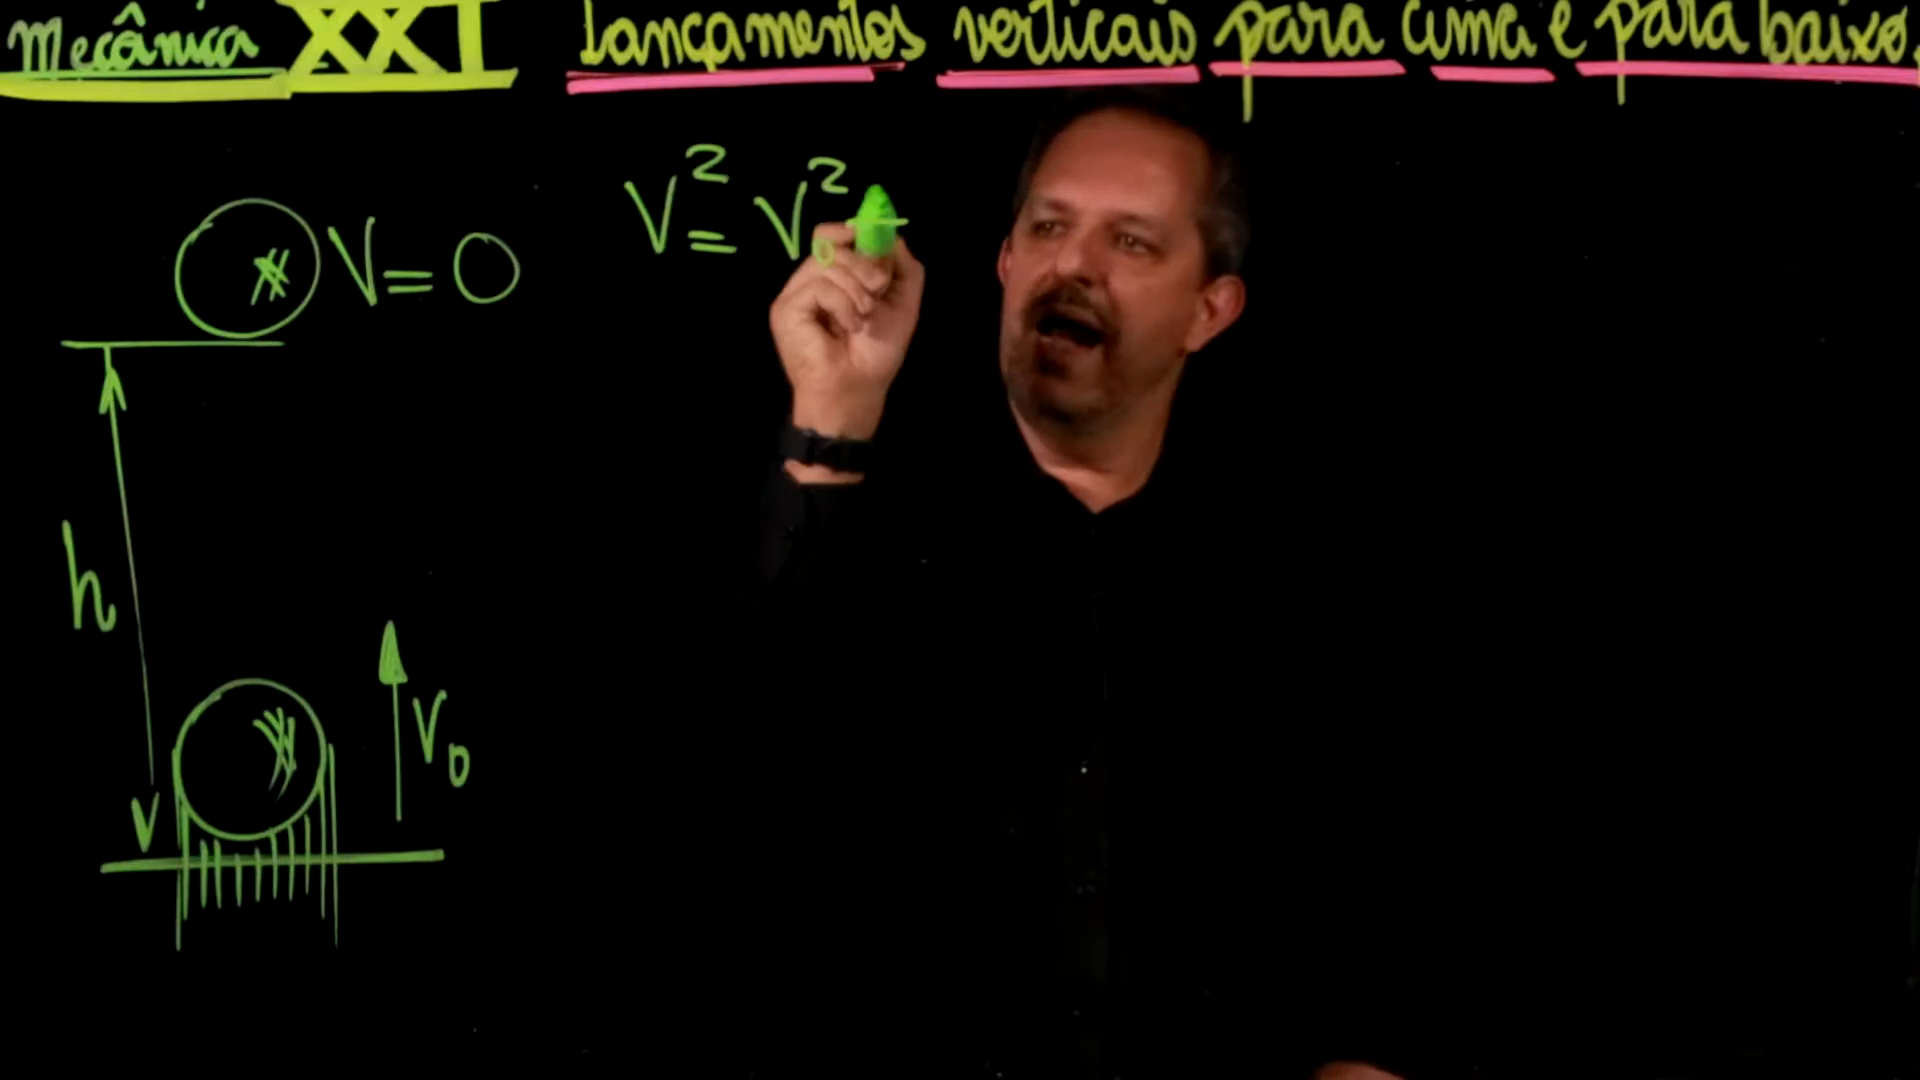 Mecânica XXI Lançamentos verticais para cima e para baixo.
V = 0
V² = V₀² -
h
V₀